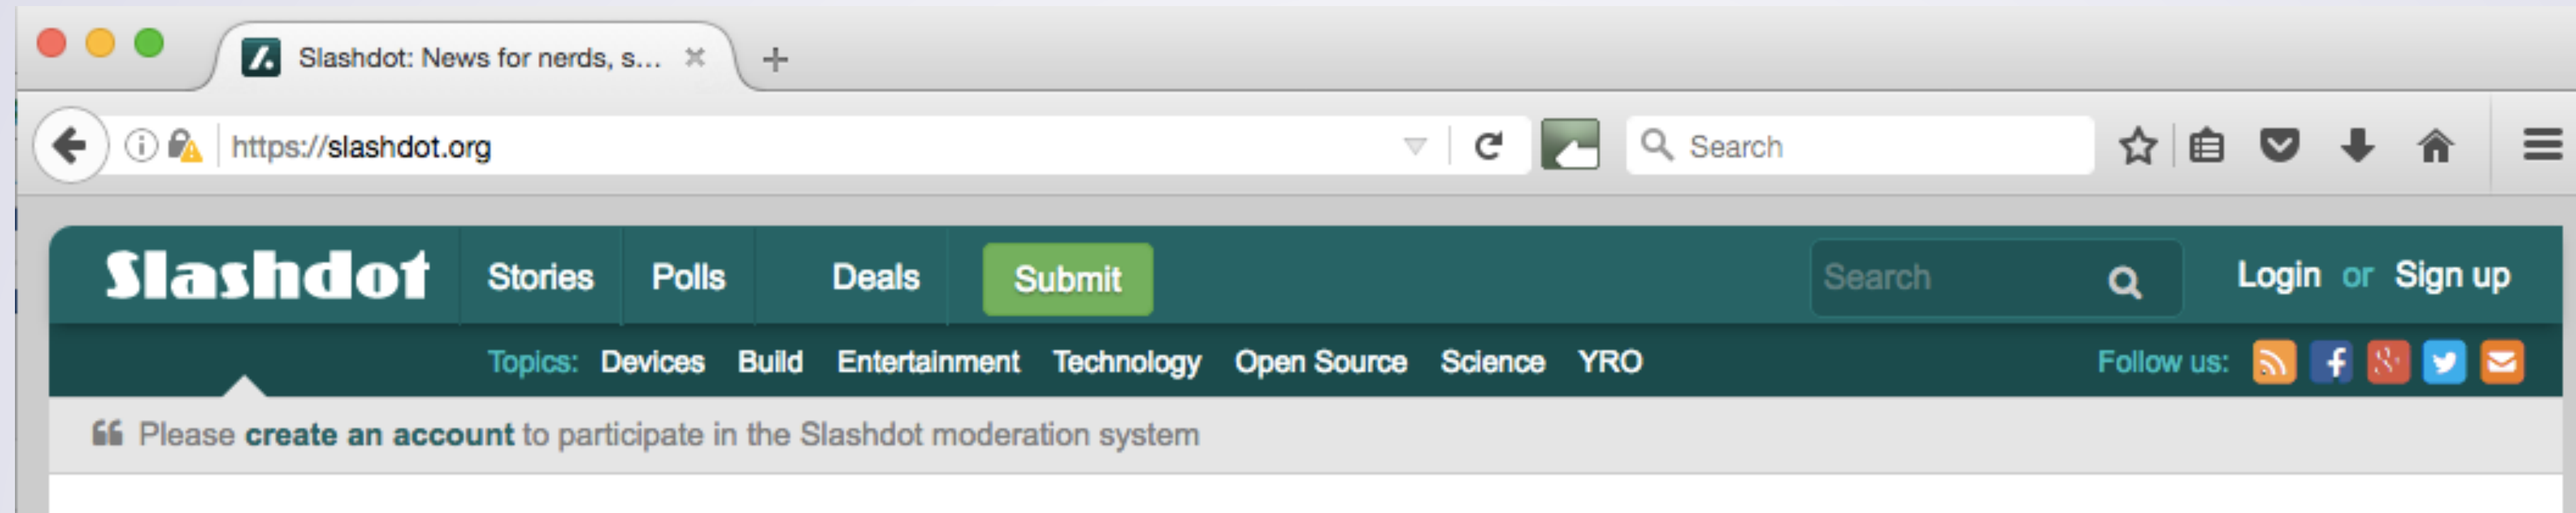 Slashdot: News for nerds, s...
https://slashdot.org
Search
Slashdot Stories Polls Deals Submit Search Login or Sign up
Topics: Devices Build Entertainment Technology Open Source Science YRO Follow us:
Please create an account to participate in the Slashdot moderation system